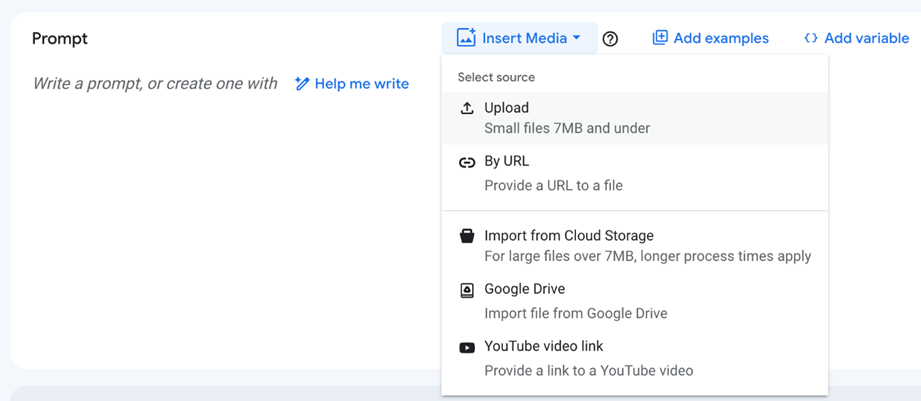 Prompt
Insert Media
Add examples
Add variable
Write a prompt, or create one with Help me write
Select source
Upload
Small files 7MB and under
By URL
Provide a URL to a file
Import from Cloud Storage
For large files over 7MB, longer process times apply
Google Drive
Import file from Google Drive
YouTube video link
Provide a link to a YouTube video